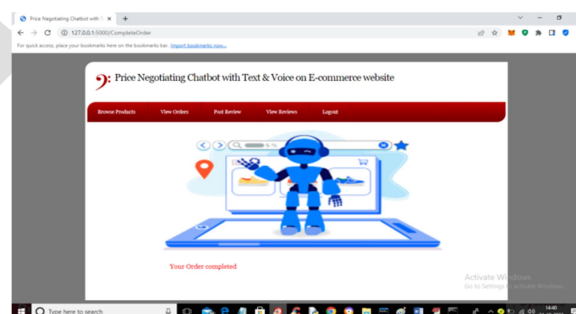 Price Negotiating Chatbot with T
127.0.0.1:5000/CompleteOrder
For quick access, place your bookmarks here on the bookmarks bar. Import bookmarks now...
Price Negotiating Chatbot with Text & Voice on E-commerce website
Browse Products View Orders Post Review View Reviews Logout
Your Order completed
Activate Windows
Go to Settings to activate Windows.
Type here to search
14:40